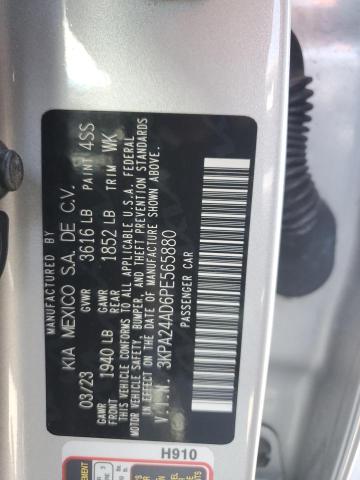 MANUFACTURED BY
KIA MEXICO S.A. DE C.V.
03/23 GVWR 3616 LB PAINT 4SS
GAWR FRONT 1940 LB GAWR REAR 1852 LB TRIM WK
THIS VEHICLE CONFORMS TO ALL APPLICABLE U.S.A. FEDERAL
MOTOR VEHICLE SAFETY, BUMPER, AND THEFT PREVENTION STANDARDS
IN EFFECT ON THE DATE OF MANUFACTURE SHOWN ABOVE.
V.I.N. 3KPA24AD6PE565880
PASSENGER CAR
H910